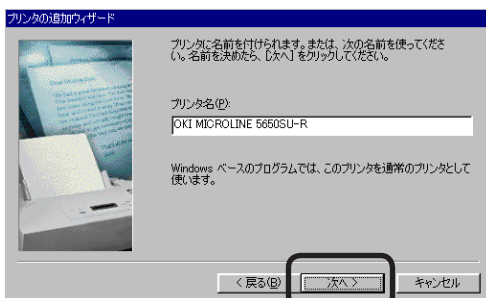 プリンタの追加ウィザード
プリンタに名前を付けられます。または、次の名前を使ってくださ
い。名前を決めたら、[次へ] をクリックしてください。
プリンタ名(P):
OKI MICROLINE 5650SU-R
Windows ベースのプログラムでは、このプリンタを通常のプリンタとして
使います。
< 戻る(B)
次へ >
キャンセル